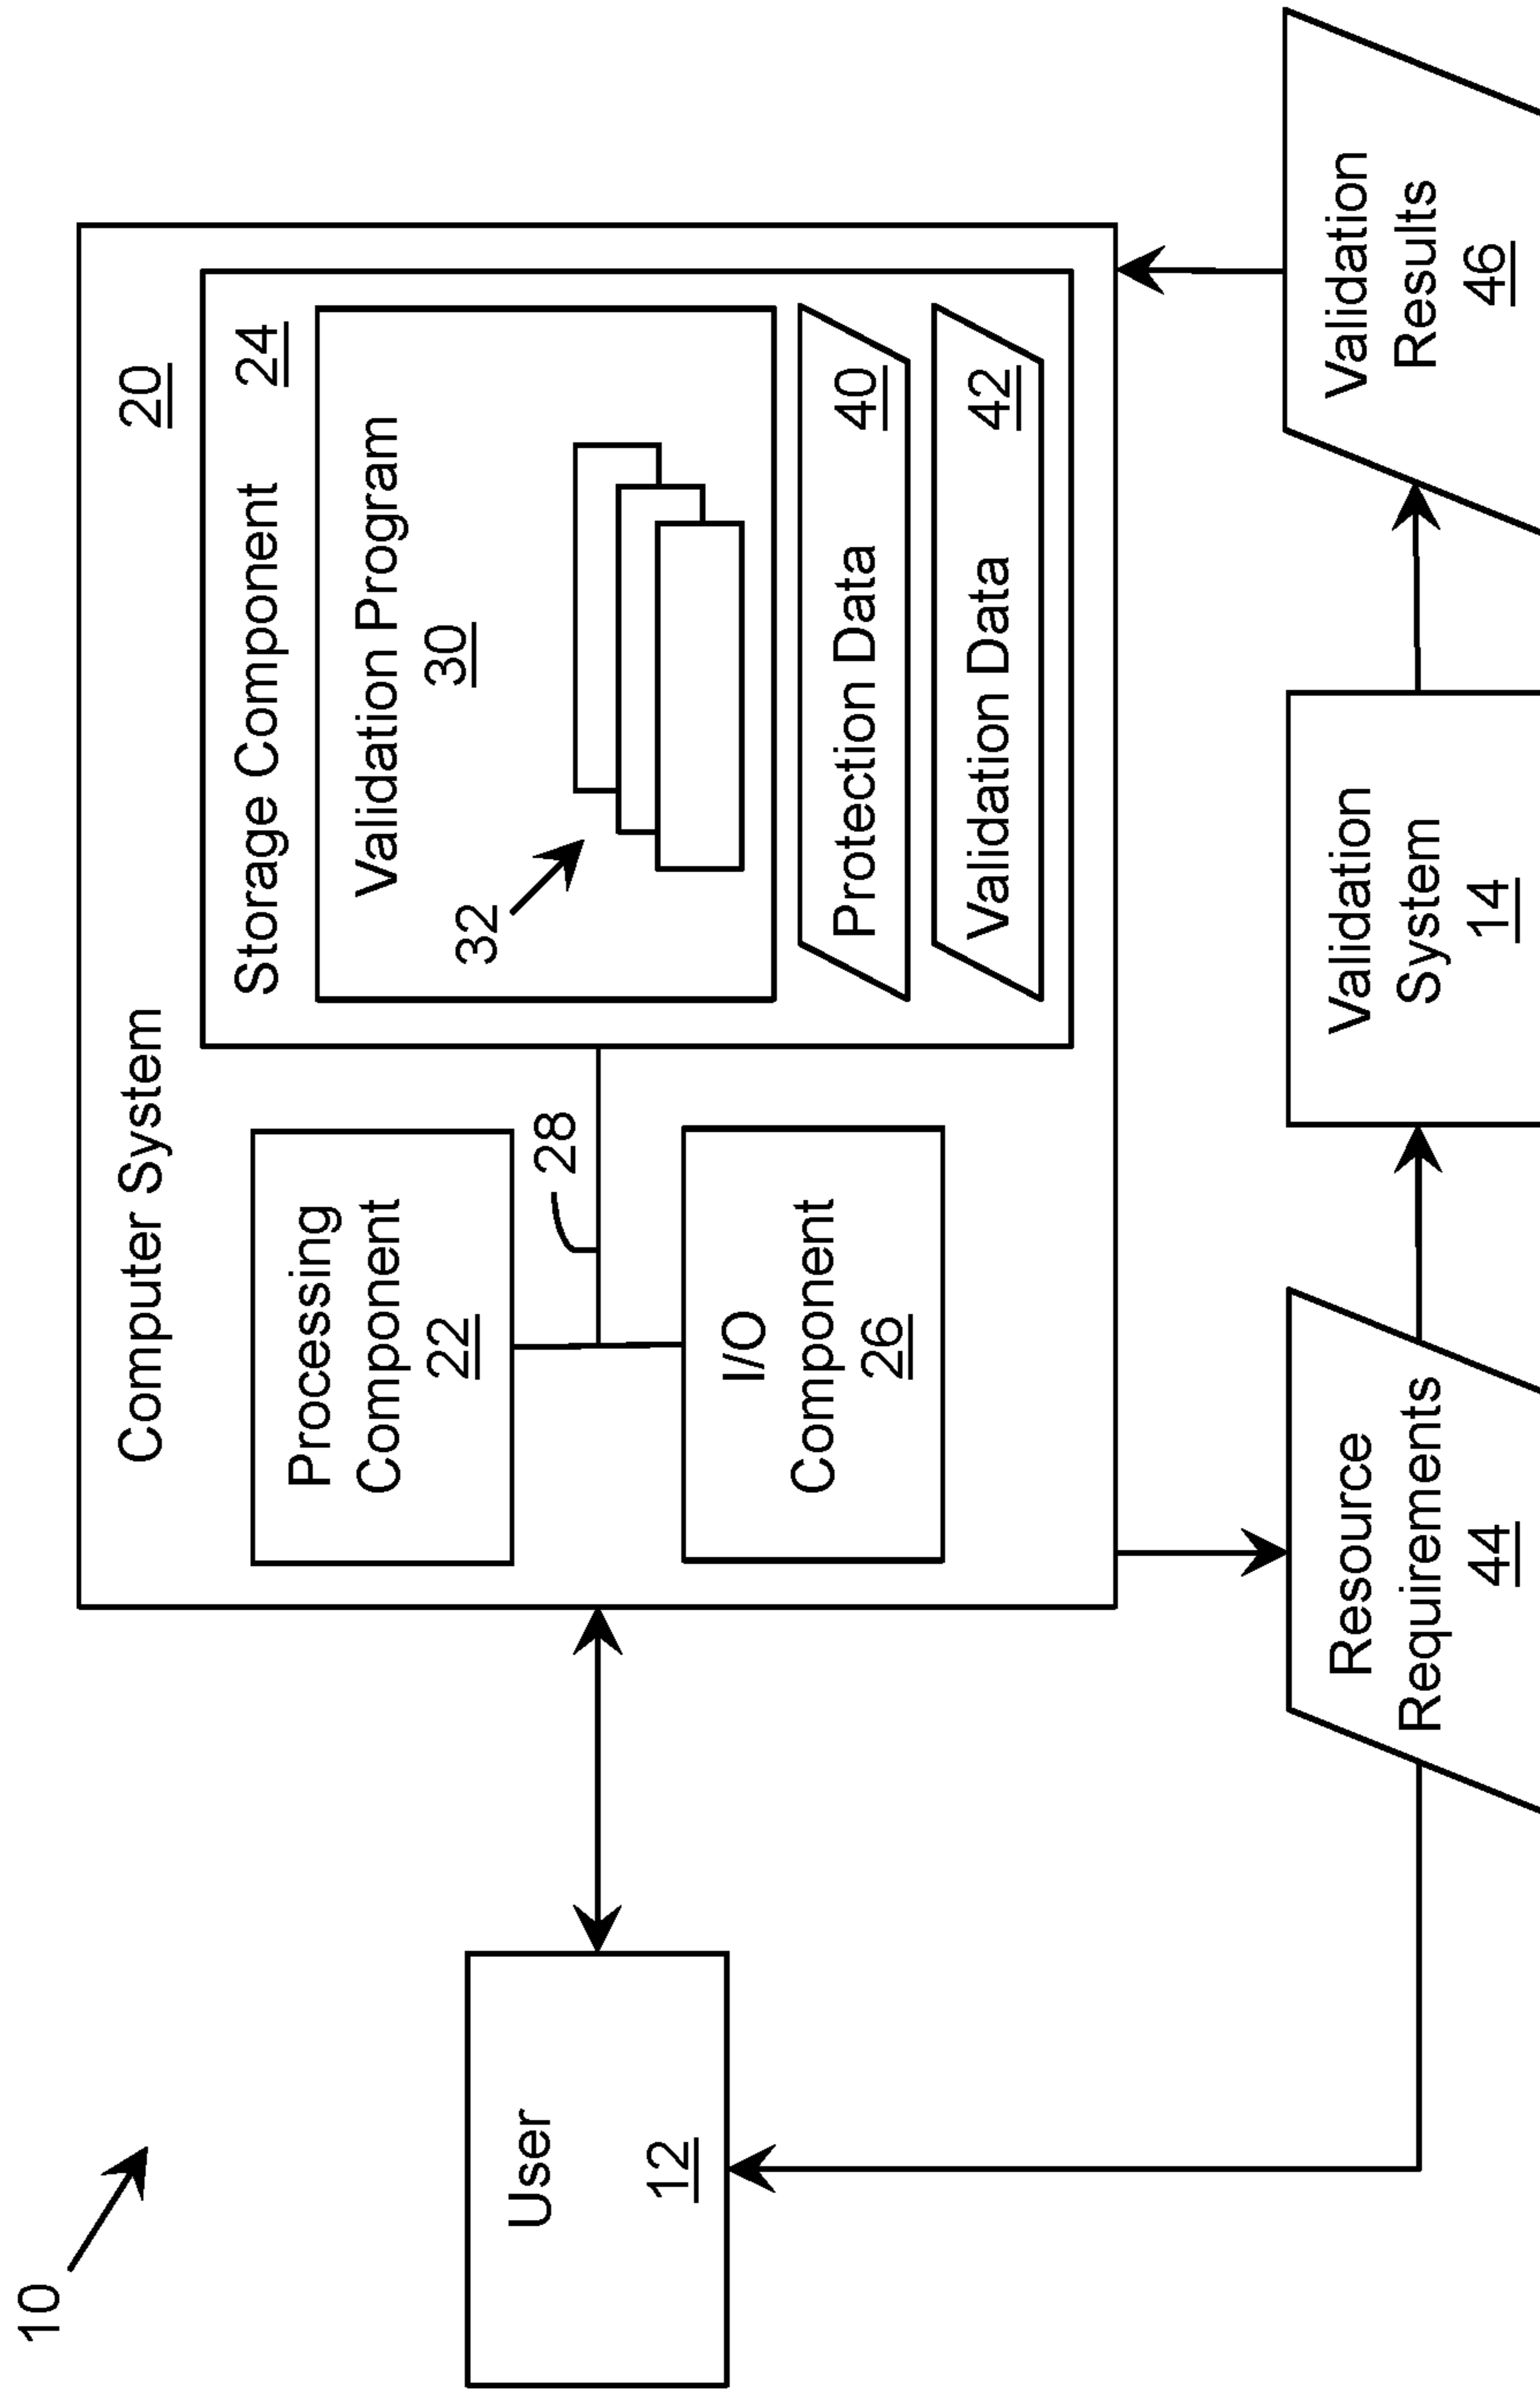 10
Computer System
20
Processing
Component
22
Storage Component
24
Validation Program
30
32
28
User
12
I/O
Component
26
Protection Data
40
Validation Data
42
Resource
Requirements
44
Validation
System
14
Validation
Results
46